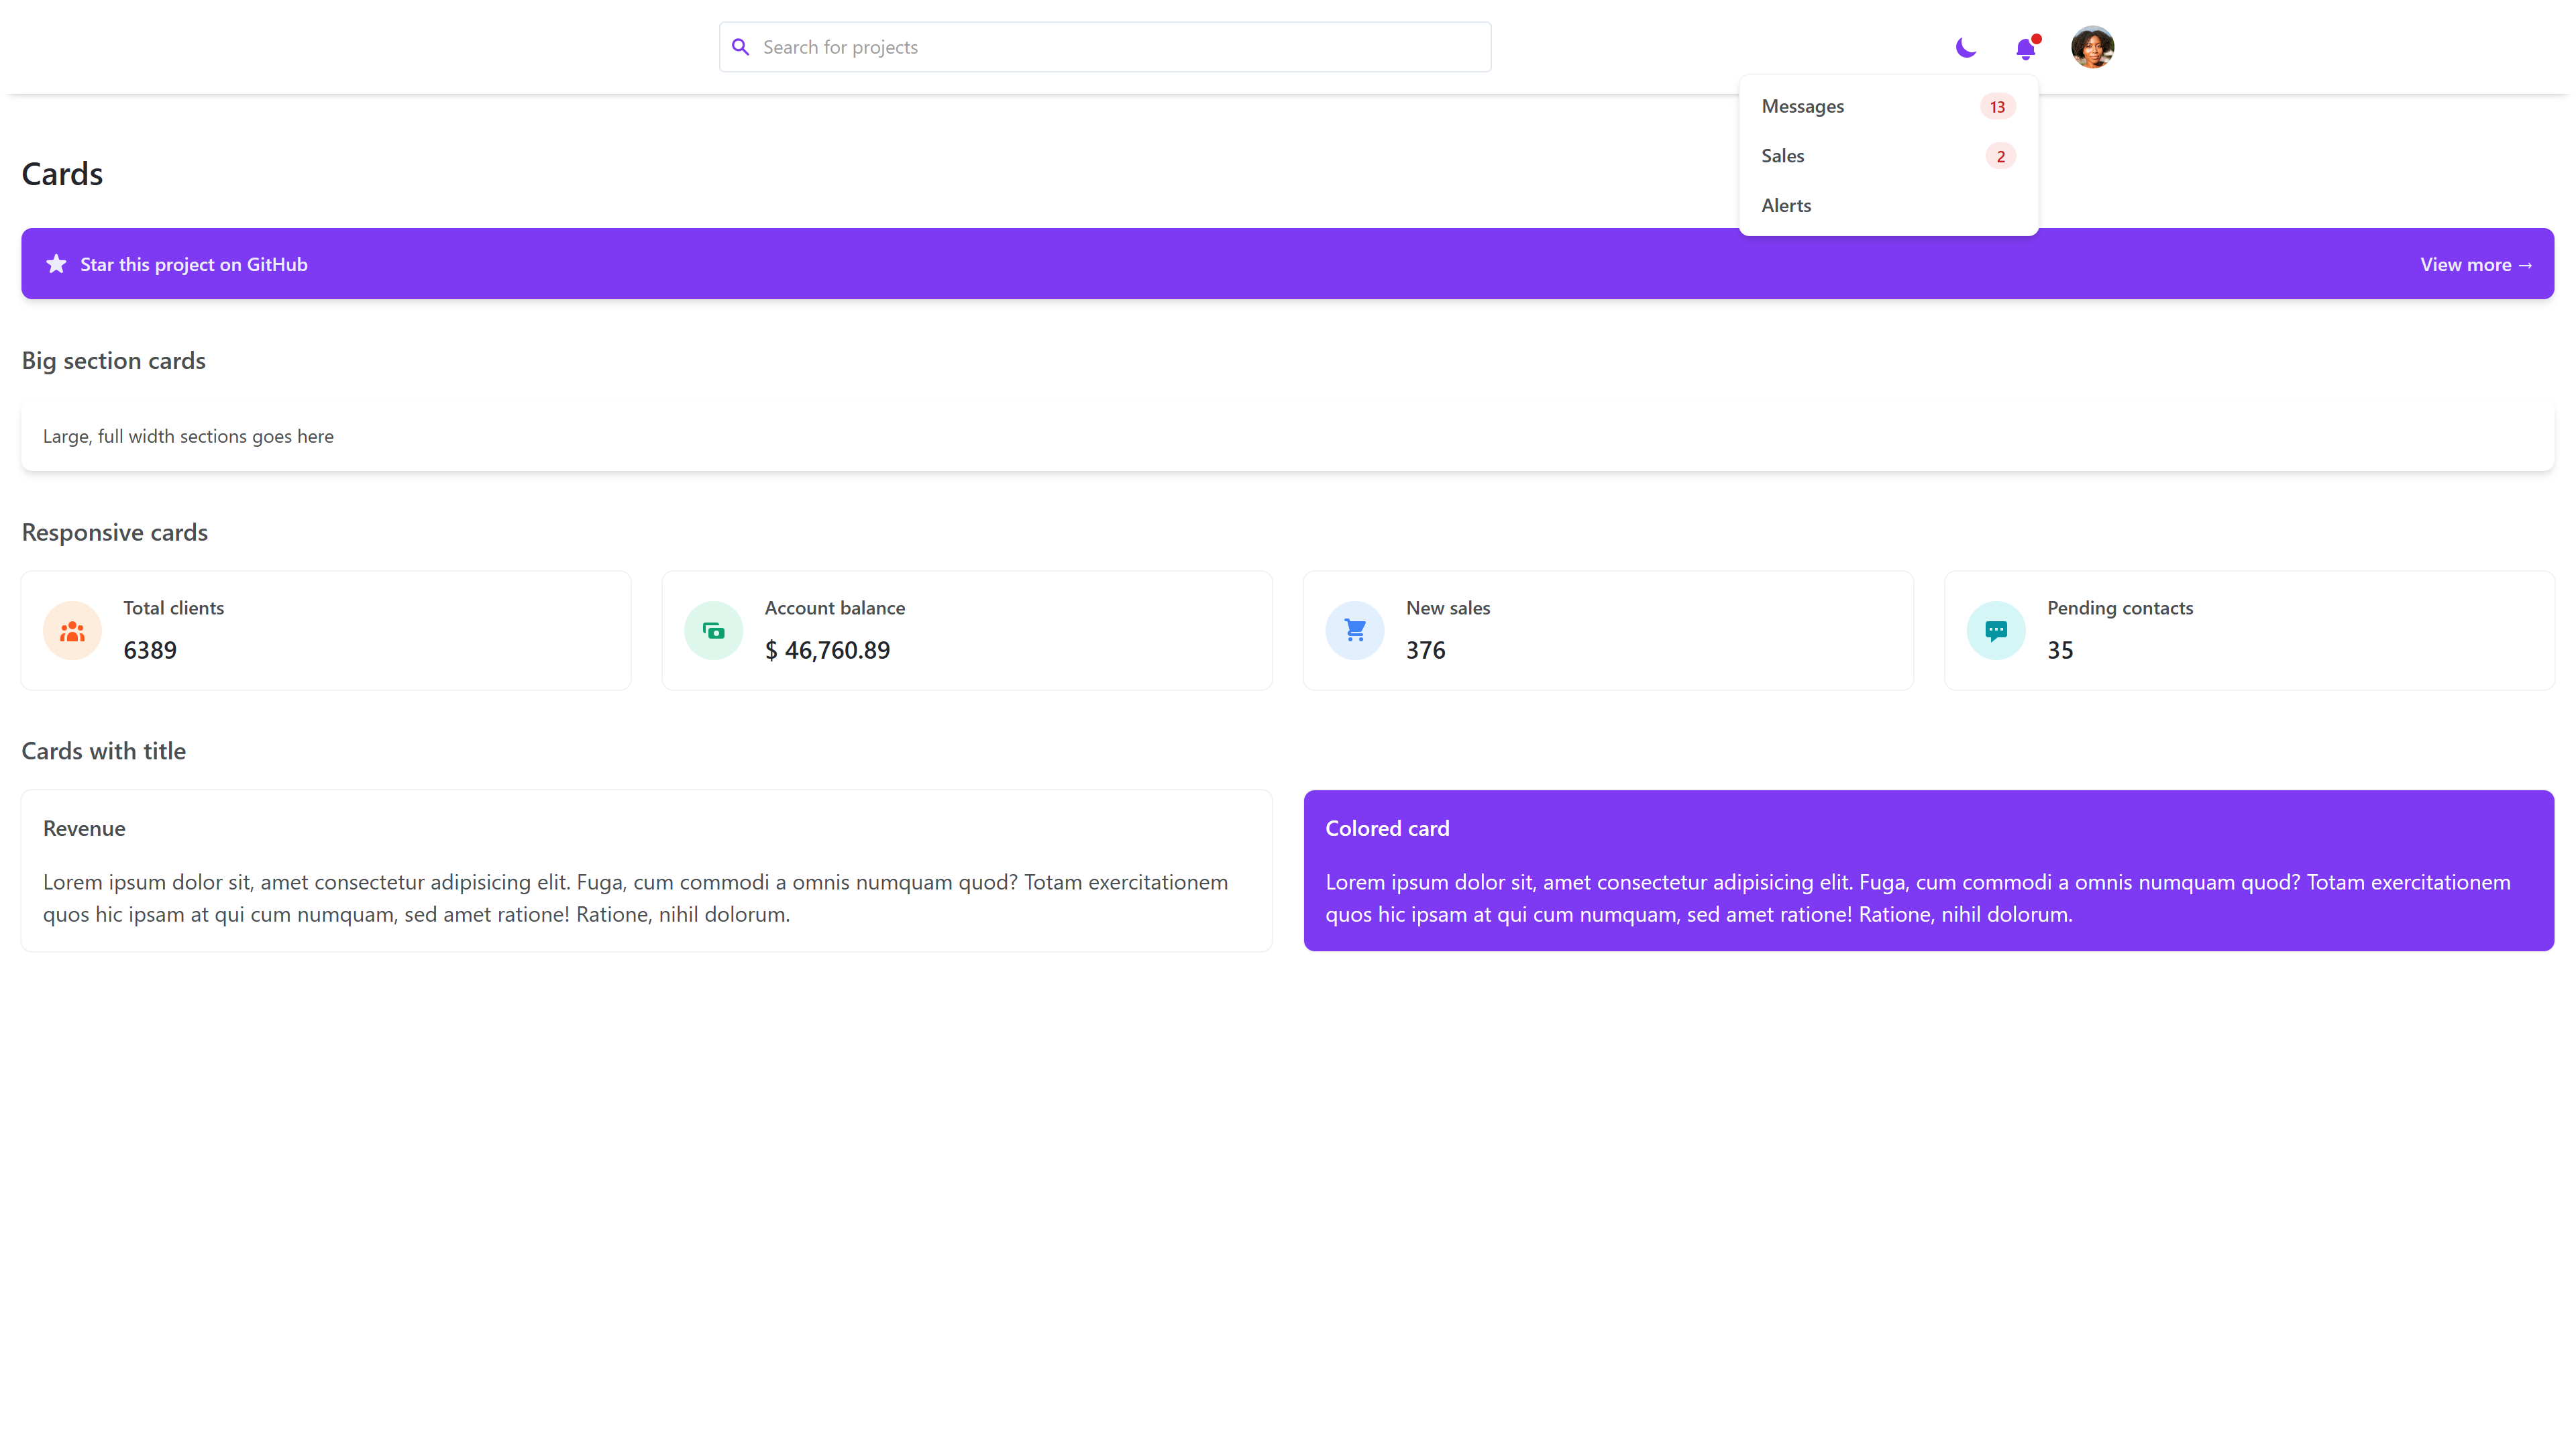 Search for projects
Messages 13
Sales 2
Alerts
Cards
Star this project on GitHub View more →
Big section cards
Large, full width sections goes here
Responsive cards
Total clients
6389
Account balance
$ 46,760.89
New sales
376
Pending contacts
35
Cards with title
Revenue
Lorem ipsum dolor sit, amet consectetur adipisicing elit. Fuga, cum commodi a omnis numquam quod? Totam exercitationem
quos hic ipsam at qui cum numquam, sed amet ratione! Ratione, nihil dolorum.
Colored card
Lorem ipsum dolor sit, amet consectetur adipisicing elit. Fuga, cum commodi a omnis numquam quod? Totam exercitationem
quos hic ipsam at qui cum numquam, sed amet ratione! Ratione, nihil dolorum.